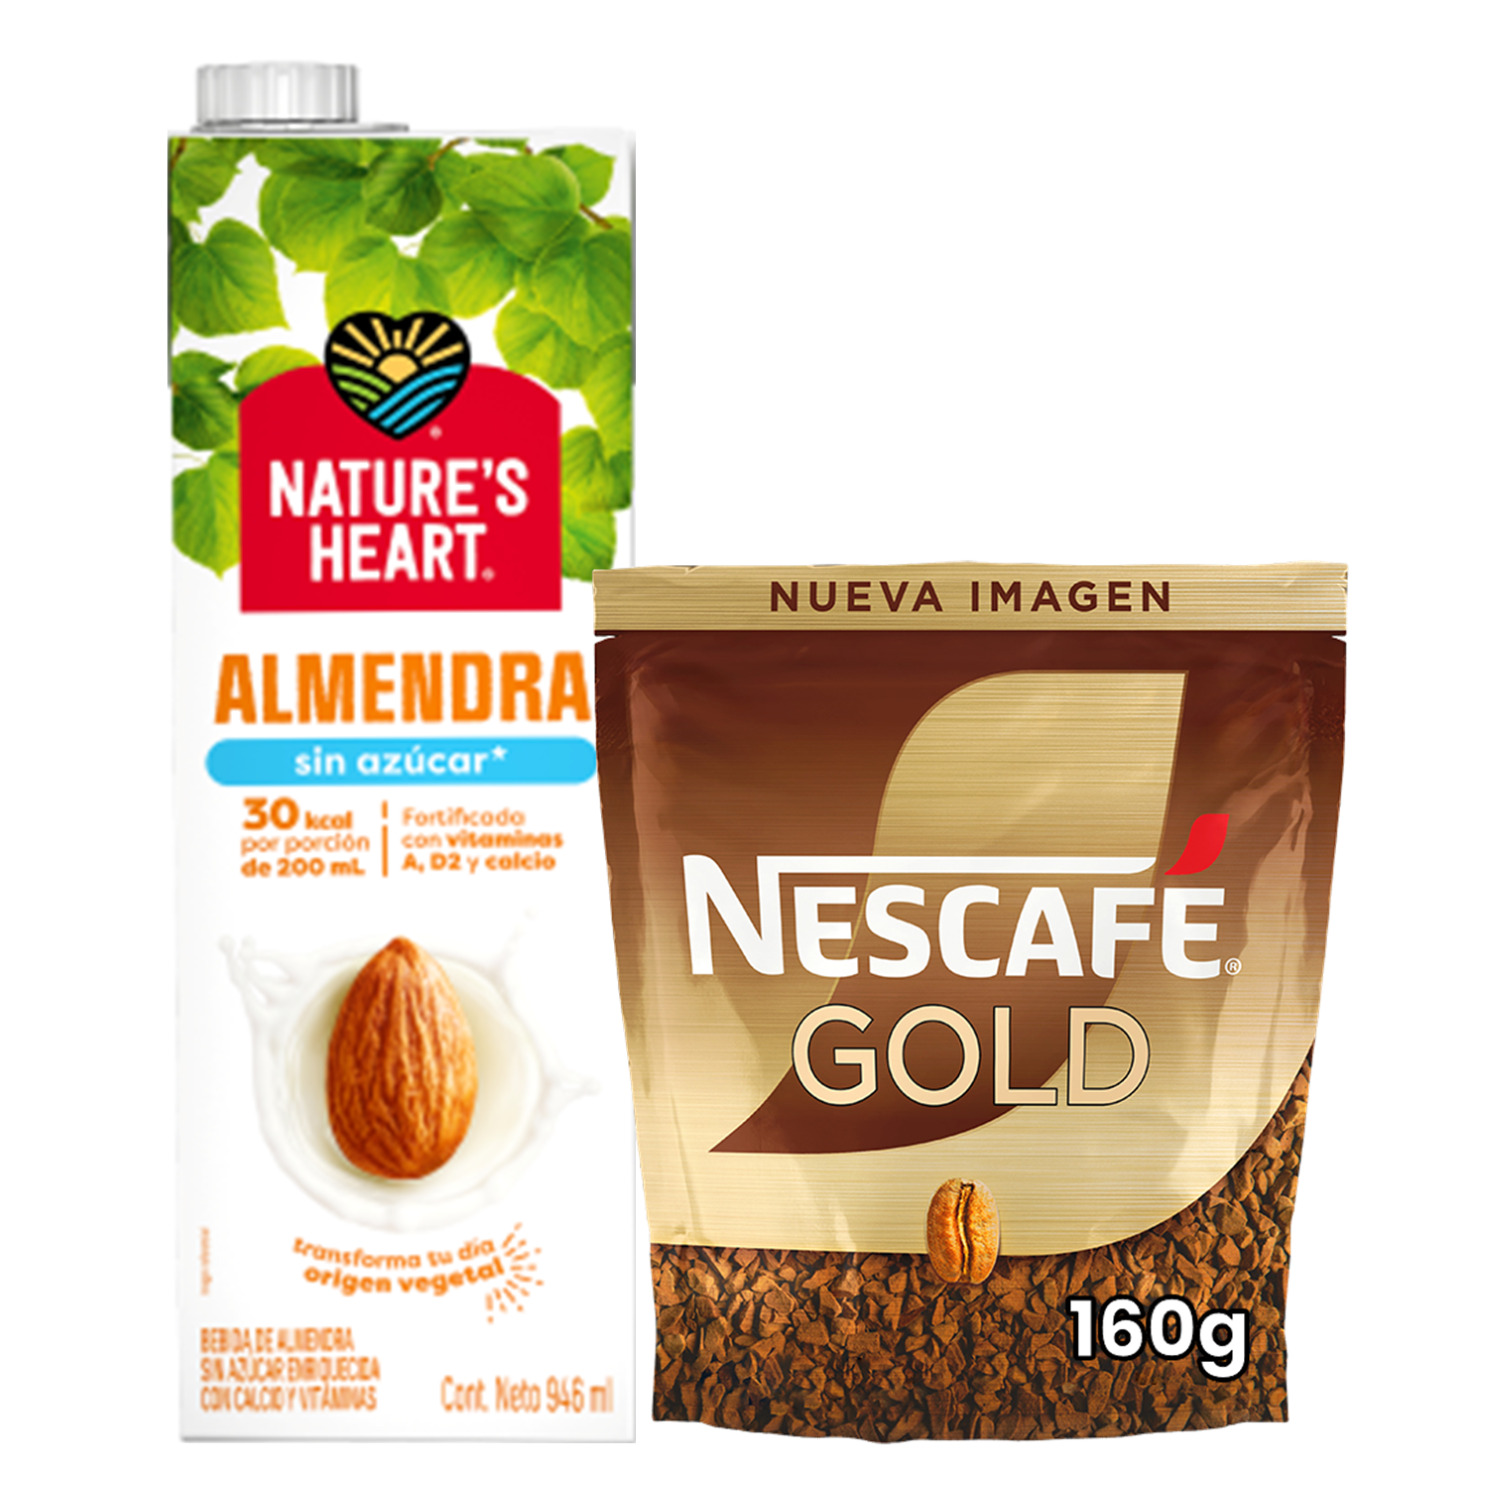 NATURE'S
HEART®
ALMENDRA
sin azúcar*
30 kcal
por porción
de 200 mL
Fortificada
con vitaminas
A, D2 y calcio
transforma tu día
origen vegetal
BEBIDA DE ALMENDRA
SIN AZÚCAR ENRIQUECIDA
CON CALCIO Y VITAMINAS
Cont. Neto 946 ml
NUEVA IMAGEN
NESCAFÉ®
GOLD
160g